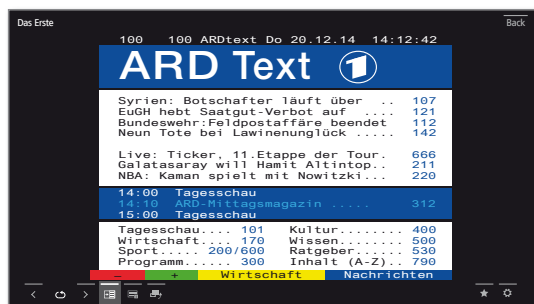 Das Erste
Back
100 100 ARDtext Do 20.12.14 14:12:42
ARD Text 1
Syrien: Botschafter läuft über .. 107
EuGH hebt Saatgut-Verbot auf .... 121
Bundeswehr:Feldpostaffäre beendet 112
Neun Tote bei Lawinenunglück ..... 142
Live: Ticker, 11.Etappe der Tour. 666
Galatasaray will Hamit Altintop.. 211
NBA: Kaman spielt mit Nowitzki... 220
14:00 Tagesschau
14:10 ARD-Mittagsmagazin ..... 312
15:00 Tagesschau
Tagesschau.... 101 Kultur........ 400
Wirtschaft.... 170 Wissen........ 500
Sport..... 200/600 Ratgeber...... 530
Programm...... 300 Inhalt (A-Z).. 790
– + Wirtschaft Nachrichten